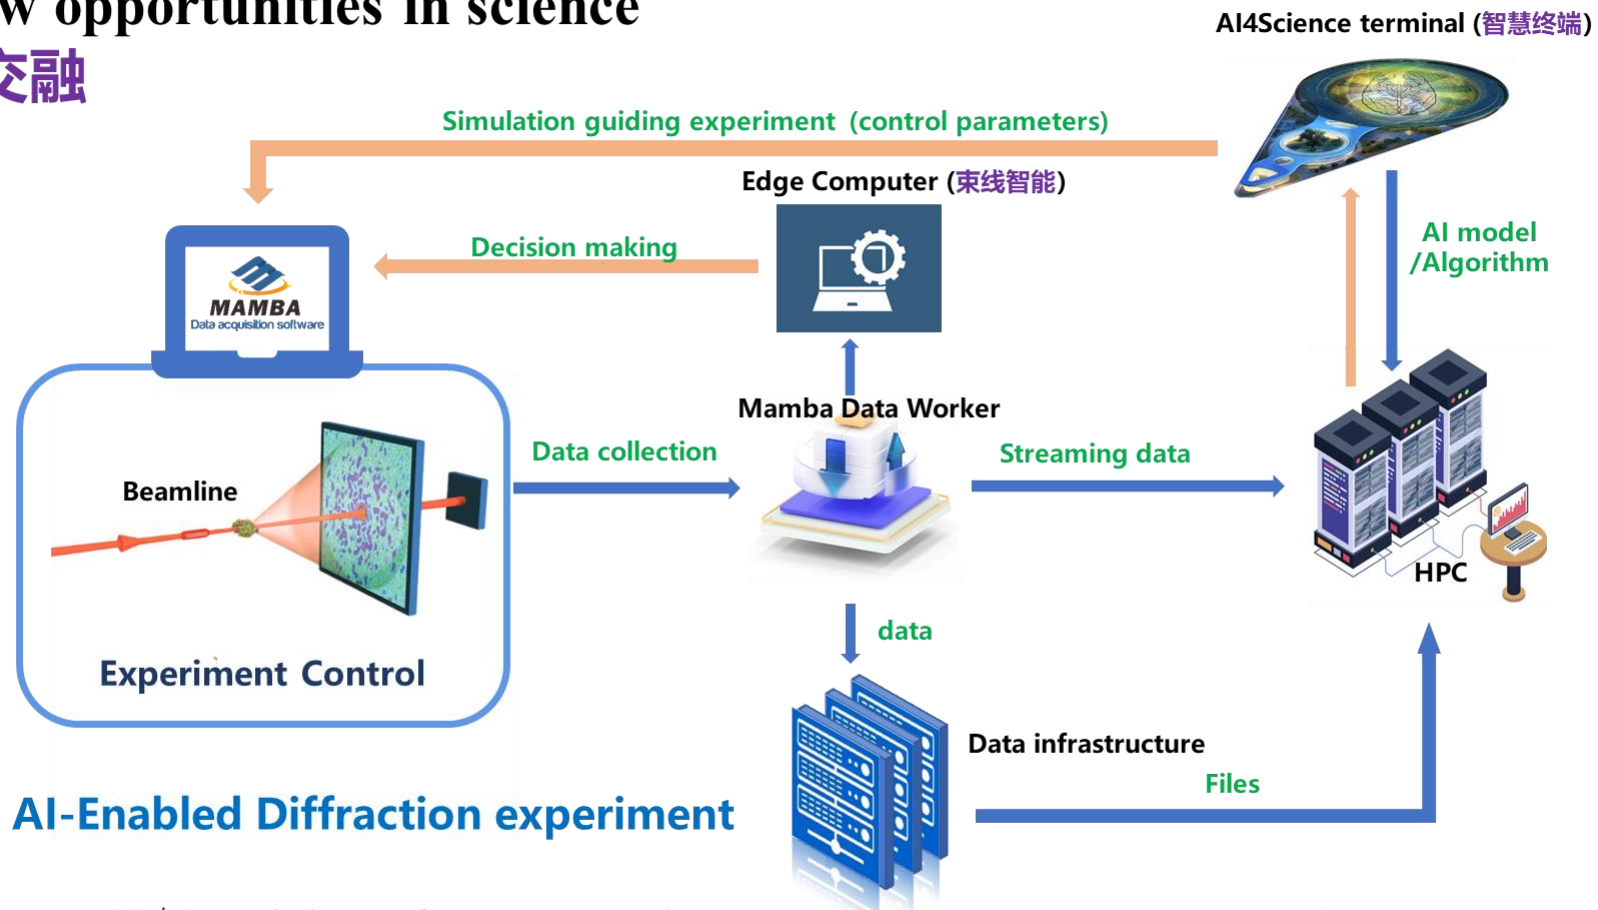 opportunities in science
交融
AI4Science terminal (智慧终端)
Simulation guiding experiment (control parameters)
Edge Computer (束线智能)
Decision making
AI model
/Algorithm
MAMBA
Data acquisition software
Mamba Data Worker
Data collection
Streaming data
Beamline
HPC
data
Experiment Control
Data infrastructure
Files
AI-Enabled Diffraction experiment